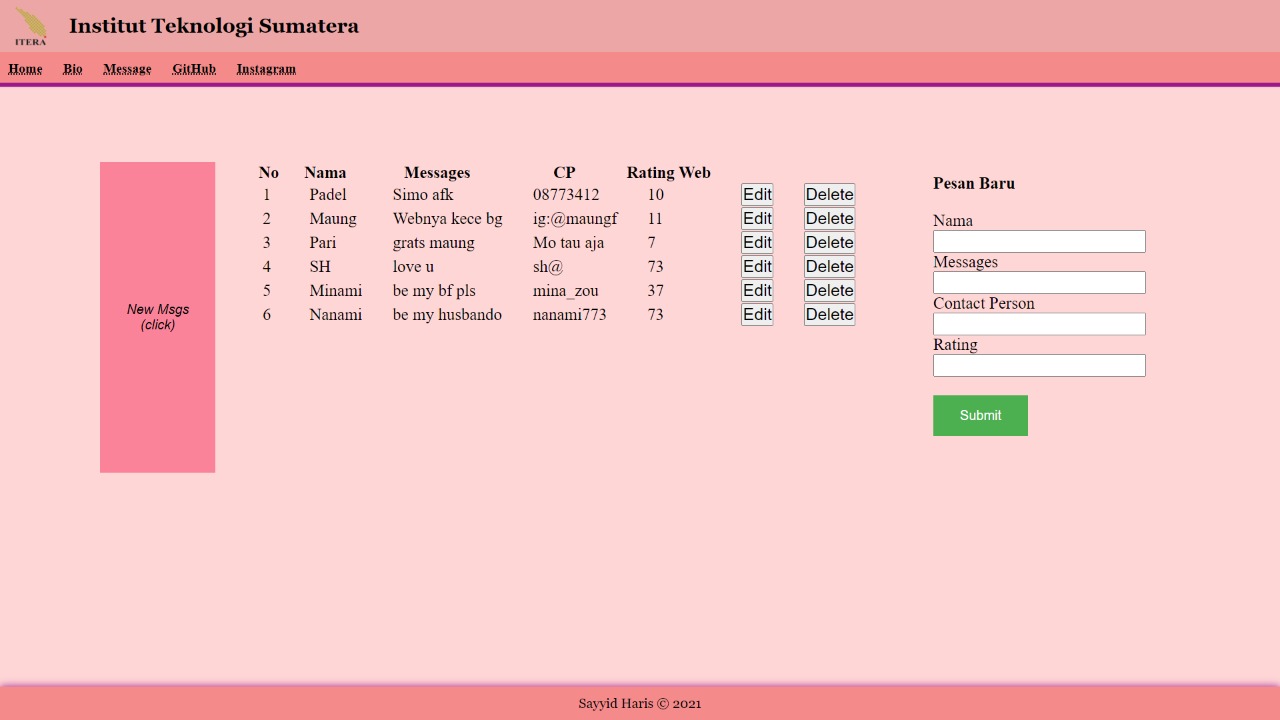 ITERA
Institut Teknologi Sumatera
Home Bio Message GitHub Instagram
New Msgs
(click)
No Nama Messages CP Rating Web
1 Padel Simo afk 08773412 10 Edit Delete
2 Maung Webnya kece bg ig:@maungf 11 Edit Delete
3 Pari grats maung Mo tau aja 7 Edit Delete
4 SH love u sh@ 73 Edit Delete
5 Minami be my bf pls mina_zou 37 Edit Delete
6 Nanami be my husbando nanami773 73 Edit Delete
Pesan Baru
Nama
Messages
Contact Person
Rating
Submit
Sayyid Haris © 2021